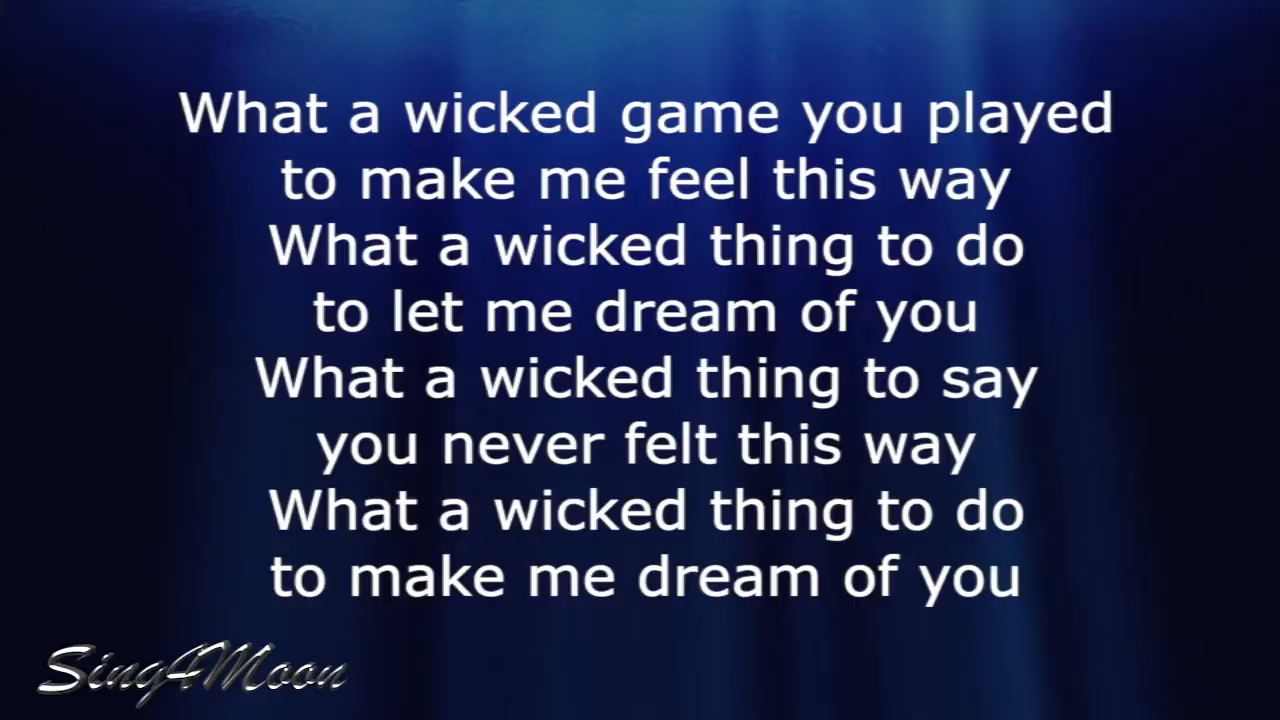 What a wicked game you played
to make me feel this way
What a wicked thing to do
to let me dream of you
What a wicked thing to say
you never felt this way
What a wicked thing to do
to make me dream of you
Sing4Moon